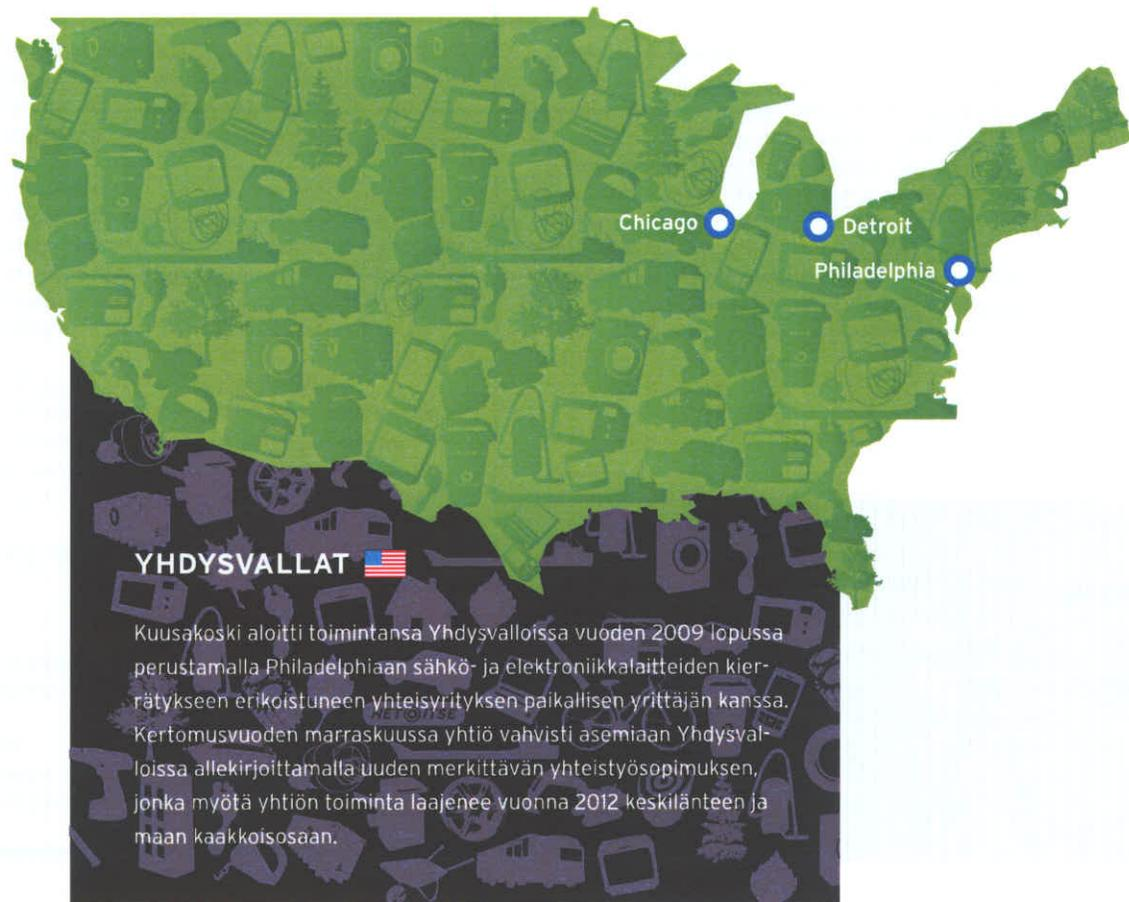 Chicago
Detroit
Philadelphia
YHDYSVALLAT
Kuusakoski aloitti toimintansa Yhdysvalloissa vuoden 2009 lopussa
perustamalla Philadelphiaan sähkö- ja elektroniikkalaitteiden kier-
rätykseen erikoistuneen yhteisyrityksen paikallisen yrittäjän kanssa.
Kertomusvuoden marraskuussa yhtiö vahvisti asemiaan Yhdysval-
loissa allekirjoittamalla uuden merkittävän yhteistyösopimuksen,
jonka myötä yhtiön toiminta laajenee vuonna 2012 keskilänteen ja
maan kaakkoisosaan.